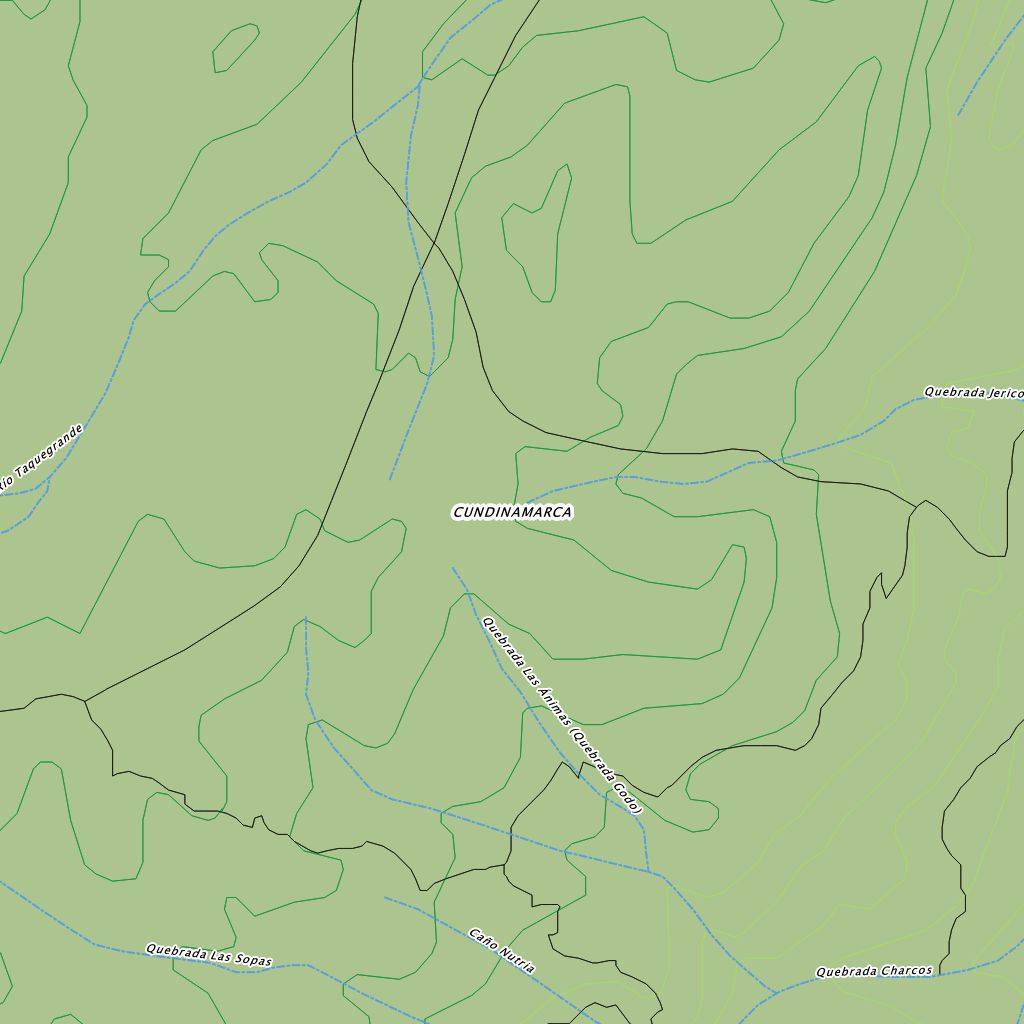 Quebrada Jerico
Río Taquegrande
CUNDINAMARCA
Quebrada Las Ánimas (Quebrada Godo)
Quebrada Las Sopas
Caño Nutria
Quebrada Charcos